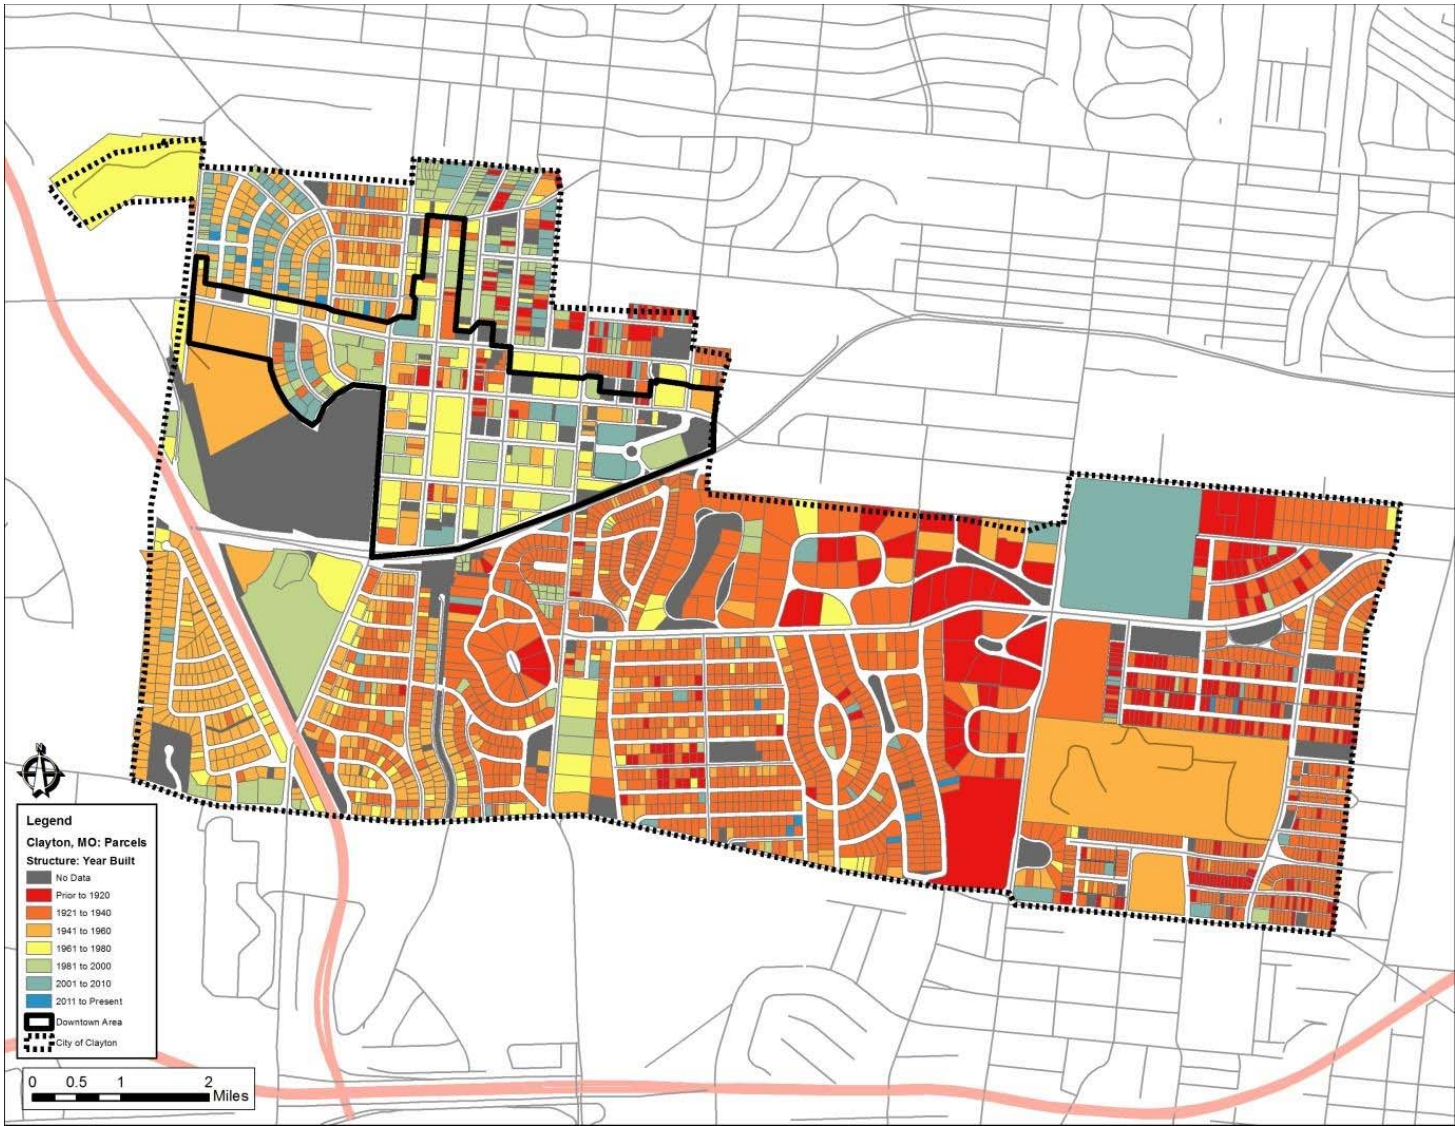 N
Legend
Clayton, MO: Parcels
Structure: Year Built
No Data
Prior to 1920
1921 to 1940
1941 to 1960
1961 to 1980
1981 to 2000
2001 to 2010
2011 to Present
Downtown Area
City of Clayton
0 0.5 1 2
Miles